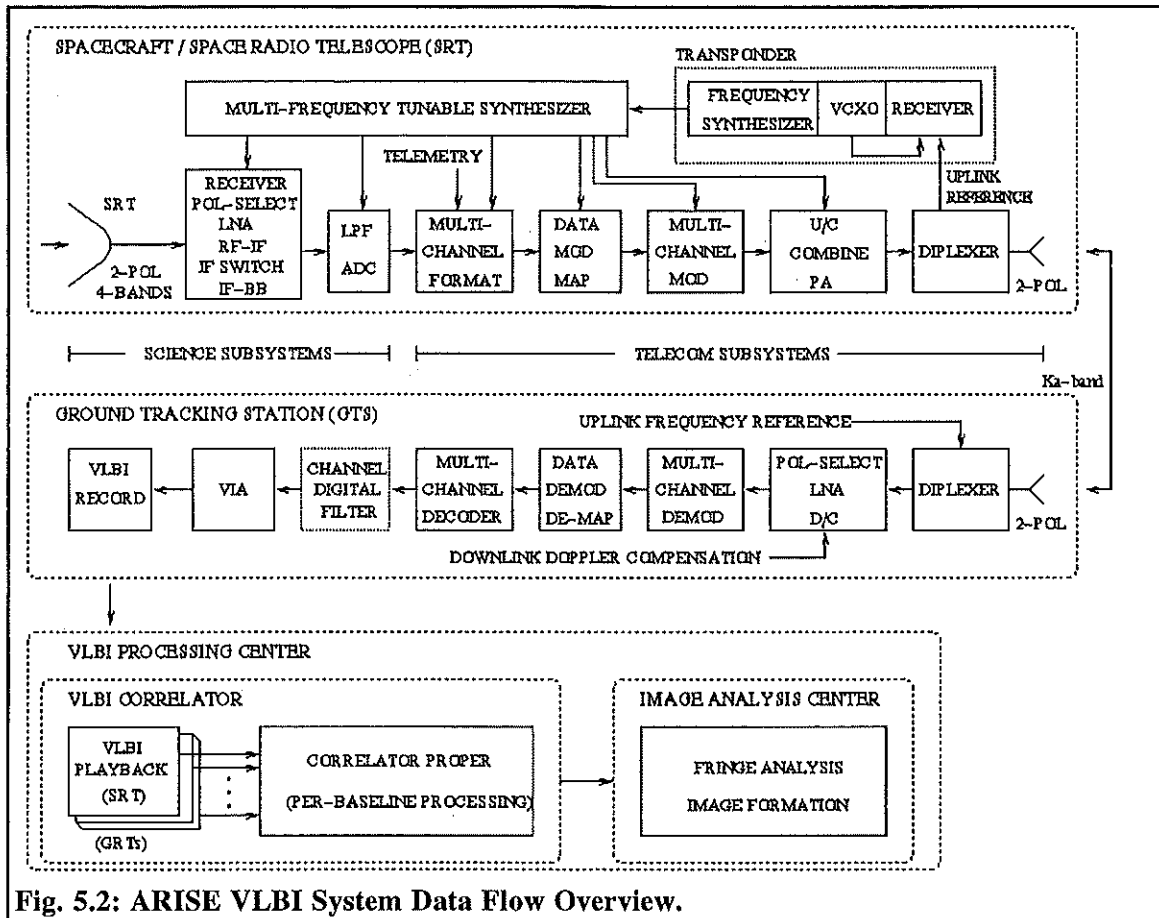 SPACECRAFT / SPACE RADIO TELESCOPE (SRT)
TRANSPONDER
MULTI-FREQUENCY TUNABLE SYNTHESIZER
FREQUENCY
SYNTHESIZER
VCXO
RECEIVER
TELEMETRY
UPLINK
REFERENCE
SRT
2-POL
4-BANDS
RECEIVER
POL-SELECT
LNA
RF-IF
IF SWITCH
IF-BB
LPF
ADC
MULTI-
CHANNEL
FORMAT
DATA
MOD
MAP
MULTI-
CHANNEL
MOD
U/C
COMBINE
PA
DIPLEXER
2-POL
SCIENCE SUBSYSTEMS
TELECOM SUBSYSTEMS
Ka-band
GROUND TRACKING STATION (GTS)
UPLINK FREQUENCY REFERENCE
VLBI
RECORD
VIA
CHANNEL
DIGITAL
FILTER
MULTI-
CHANNEL
DECODER
DATA
DEMOD
DE-MAP
MULTI-
CHANNEL
DEMOD
POL-SELECT
LNA
D/C
DIPLEXER
2-POL
DOWNLINK DOPPLER COMPENSATION
VLBI PROCESSING CENTER
VLBI CORRELATOR
VLBI
PLAYBACK
(SRT)
(GRTs)
CORRELATOR PROPER
(PER-BASELINE PROCESSING)
IMAGE ANALYSIS CENTER
FRINGE ANALYSIS
IMAGE FORMATION
Fig. 5.2: ARISE VLBI System Data Flow Overview.